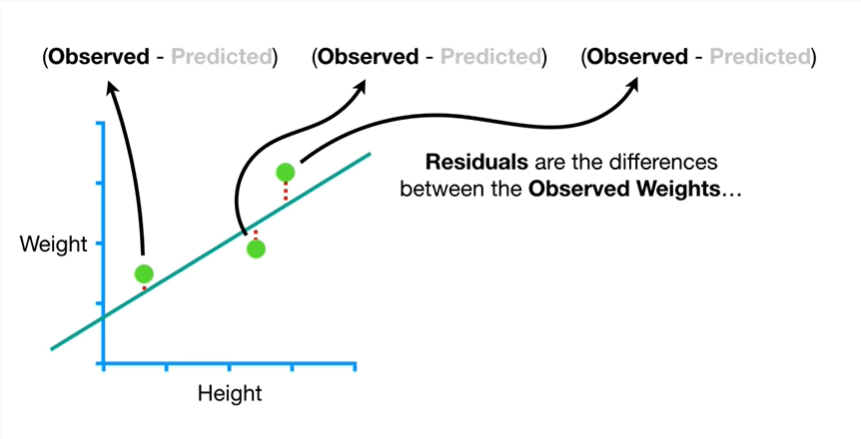 (Observed - Predicted) (Observed - Predicted) (Observed - Predicted)
Residuals are the differences
between the Observed Weights...
Weight
Height